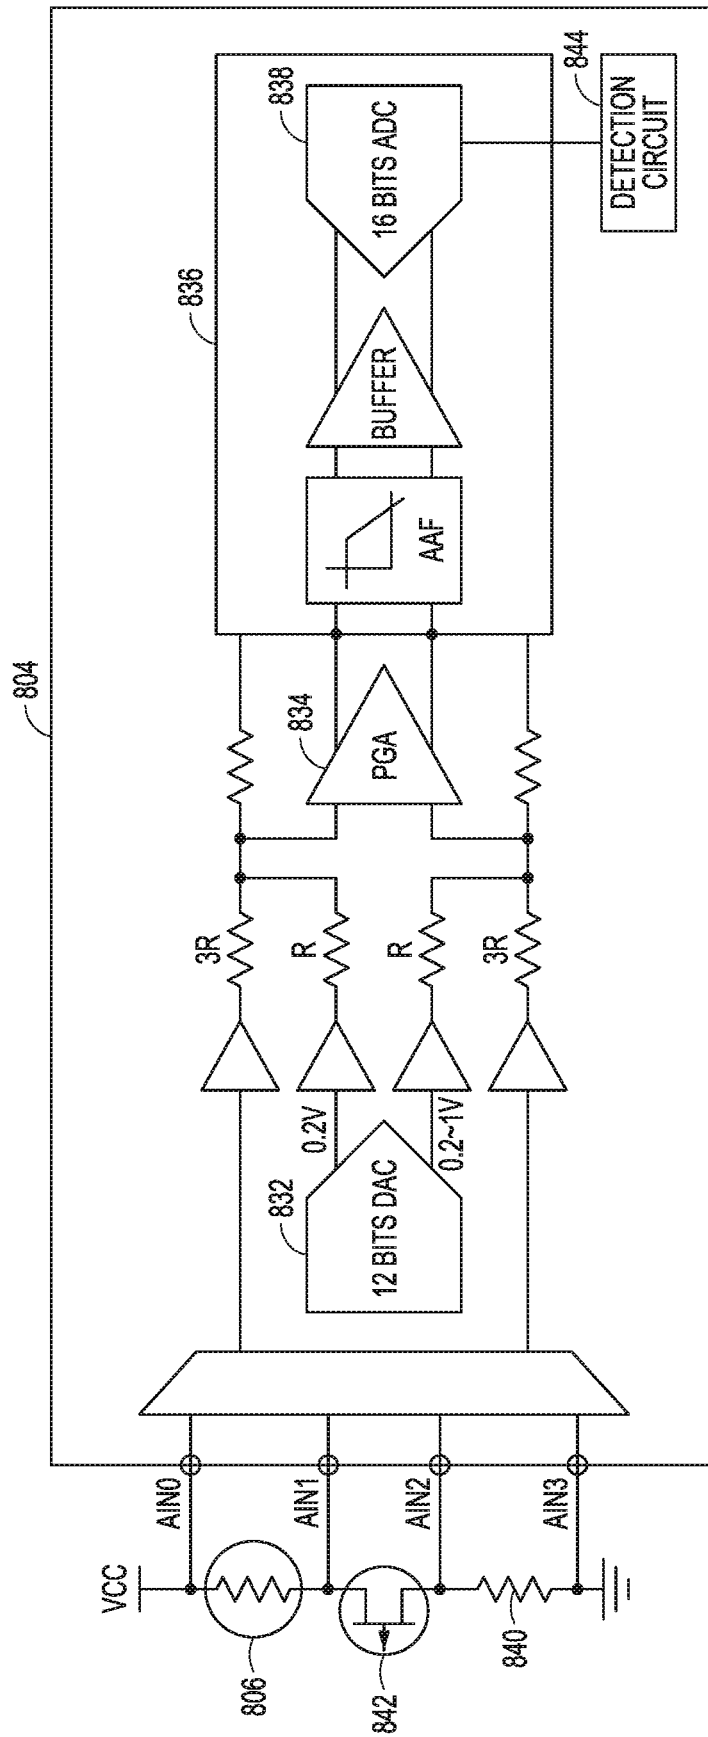 804
836
838
16 BITS ADC
844
DETECTION
CIRCUIT
BUFFER
AAF
834
PGA
3R
R
R
3R
0.2V
0.2~1V
832
12 BITS DAC
AIN0
AIN1
AIN2
AIN3
VCC
806
842
840